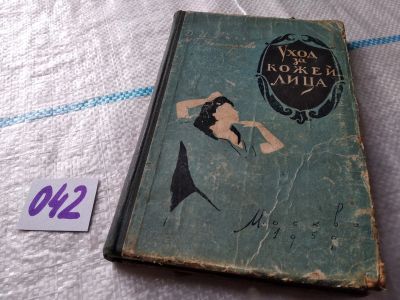 Уход
за
кожей
лица
Москва
042